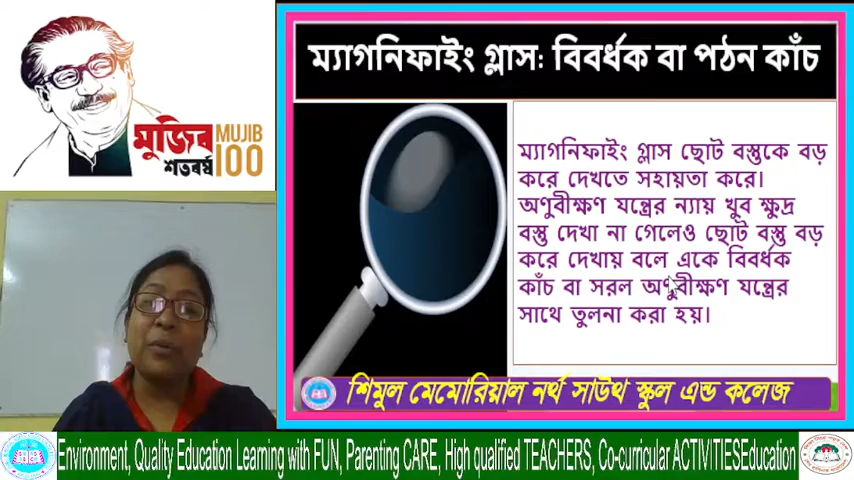 মুজিব
শতবর্ষ
MUJIB
100
ম্যাগনিফাইং গ্লাস: বিবর্ধক বা পঠন কাঁচ
ম্যাগনিফাইং গ্লাস ছোট বস্তুকে বড়
করে দেখতে সহায়তা করে।
অণুবীক্ষণ যন্ত্রের ন্যায় খুব ক্ষুদ্র
বস্তু দেখা না গেলেও ছোট বস্তু বড়
করে দেখায় বলে একে বিবর্ধক
কাঁচ বা সরল অণুবীক্ষণ যন্ত্রের
সাথে তুলনা করা হয়।
শিমুল মেমোরিয়াল নর্থ সাউথ স্কুল এন্ড কলেজ
Environment, Quality Education Learning with FUN, Parenting CARE, High qualified TEACHERS, Co-curricular ACTIVITIESEducation